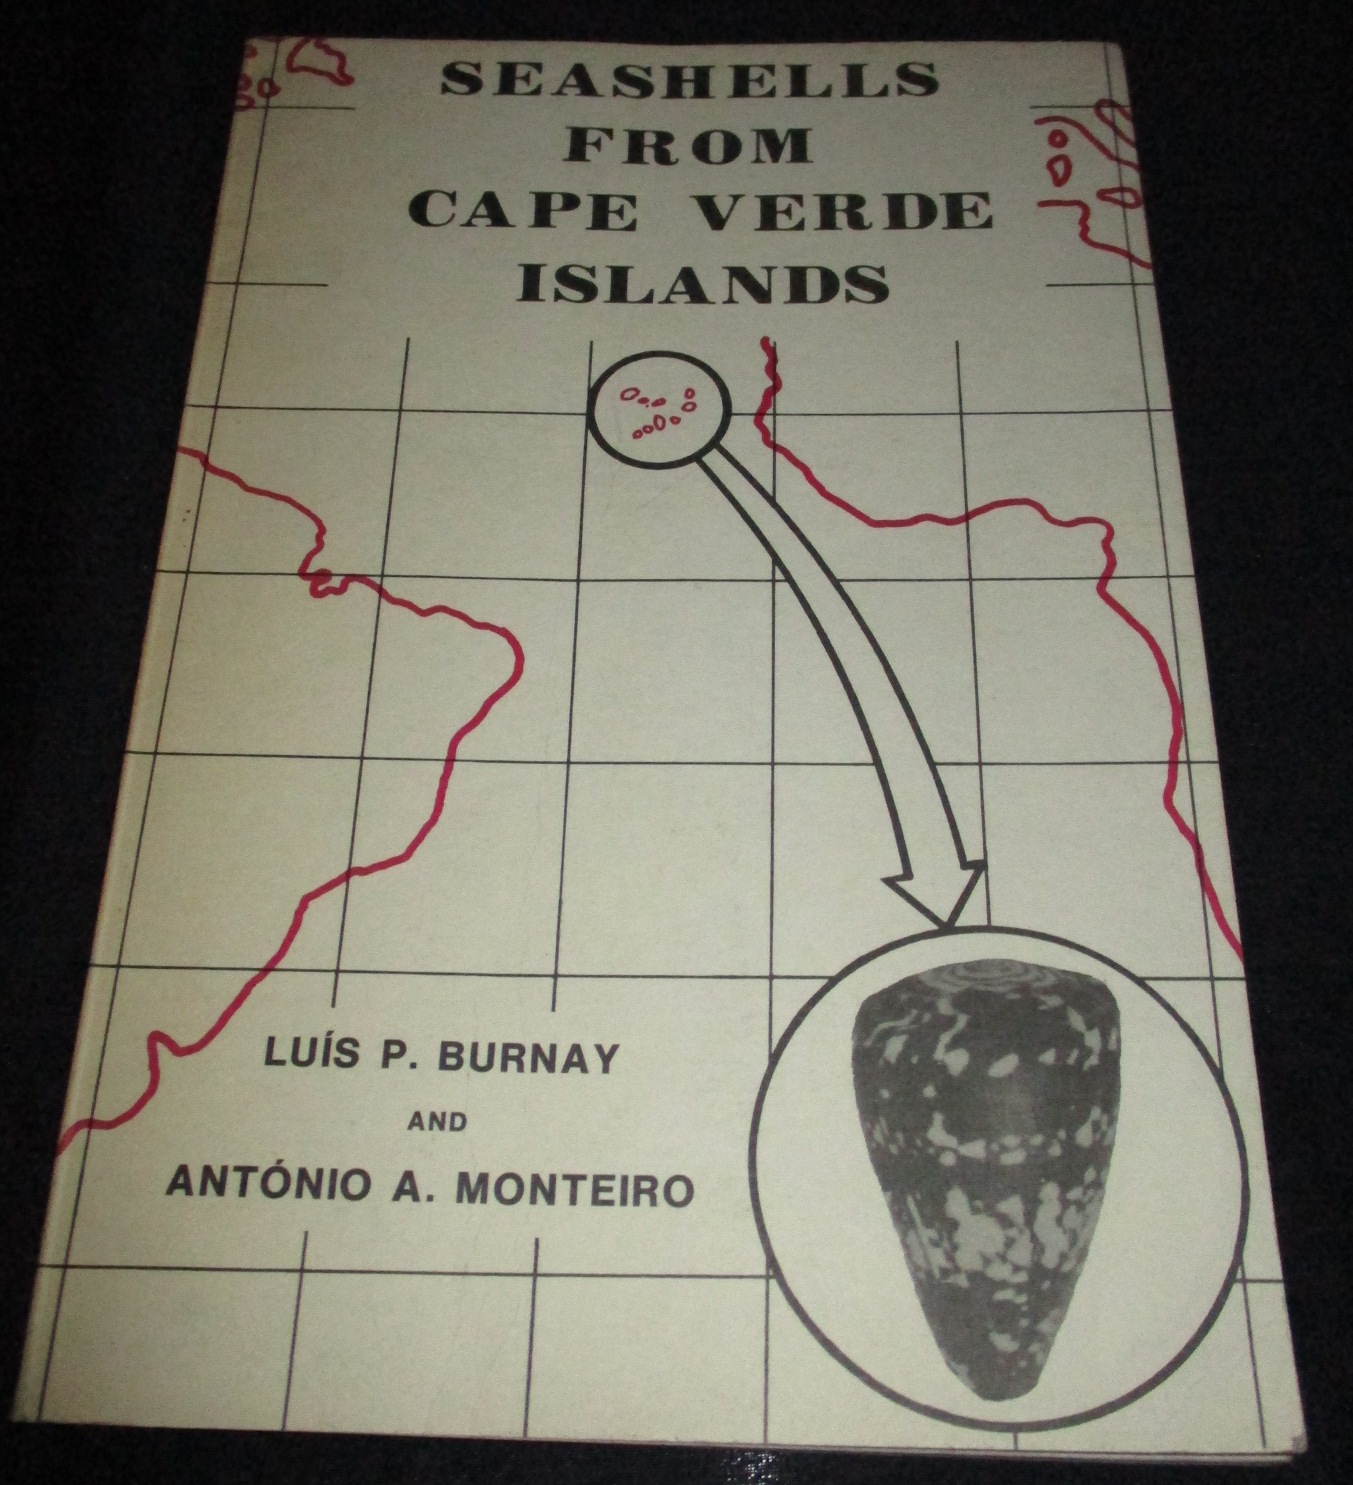 SEASHELLS
FROM
CAPE VERDE
ISLANDS
LUÍS P. BURNAY
AND
ANTÓNIO A. MONTEIRO